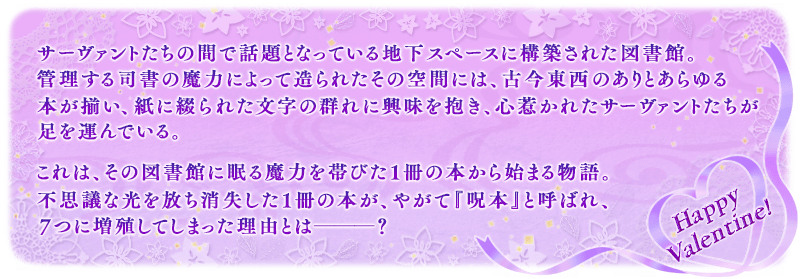 サーヴァントたちの間で話題となっている地下スペースに構築された図書館。
管理する司書の魔力によって造られたその空間には、古今東西のありとあらゆる
本が揃い、紙に綴られた文字の群れに興味を抱き、心惹かれたサーヴァントたちが
足を運んでいる。
これは、その図書館に眠る魔力を帯びた1冊の本から始まる物語。
不思議な光を放ち消失した1冊の本が、やがて『呪本』と呼ばれ、
7つに増殖してしまった理由とは───？
Happy
Valentine!